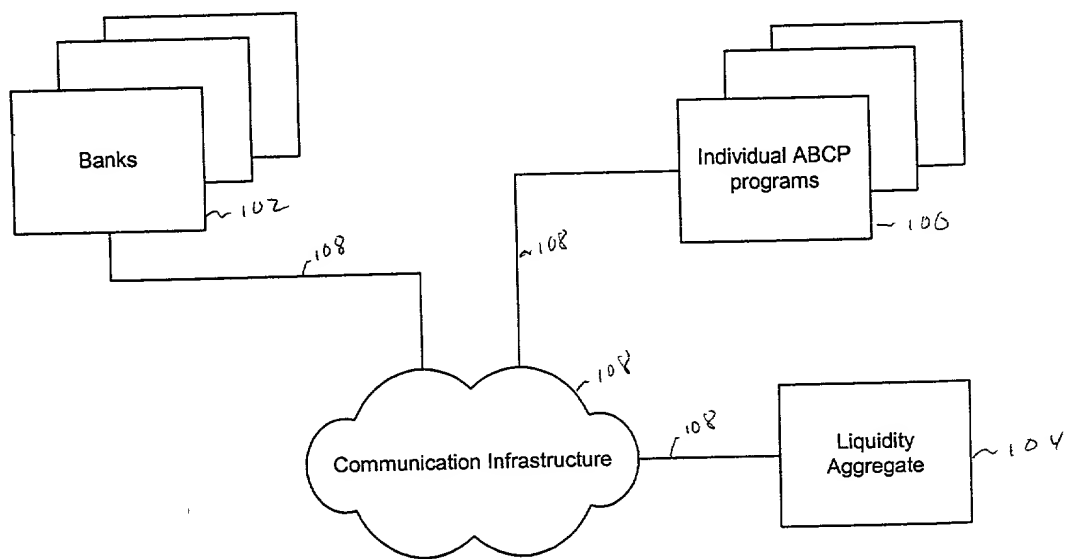 Banks
102
Individual ABCP
programs
100
108
108
108
108
Communication Infrastructure
Liquidity
Aggregate
104